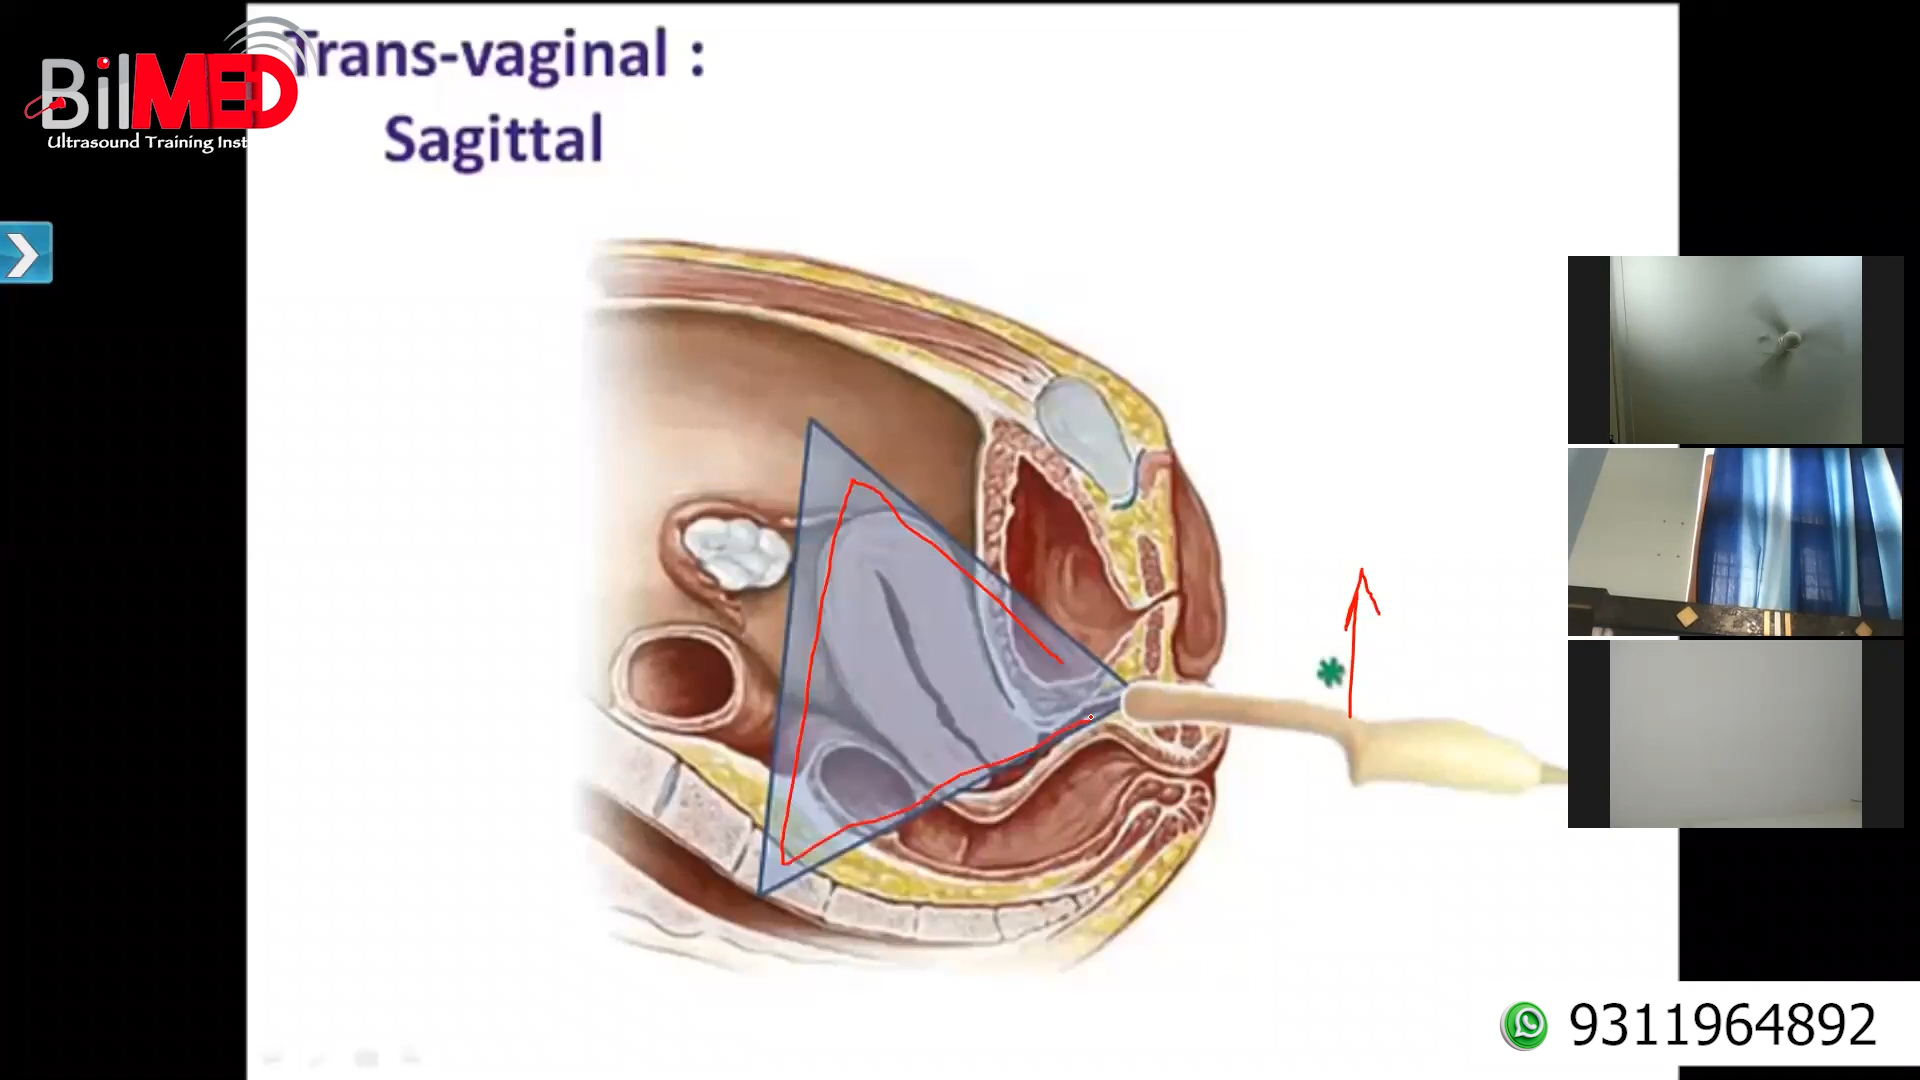 Trans-vaginal :
Sagittal
BilMED
Ultrasound Training Inst
*
9311964892